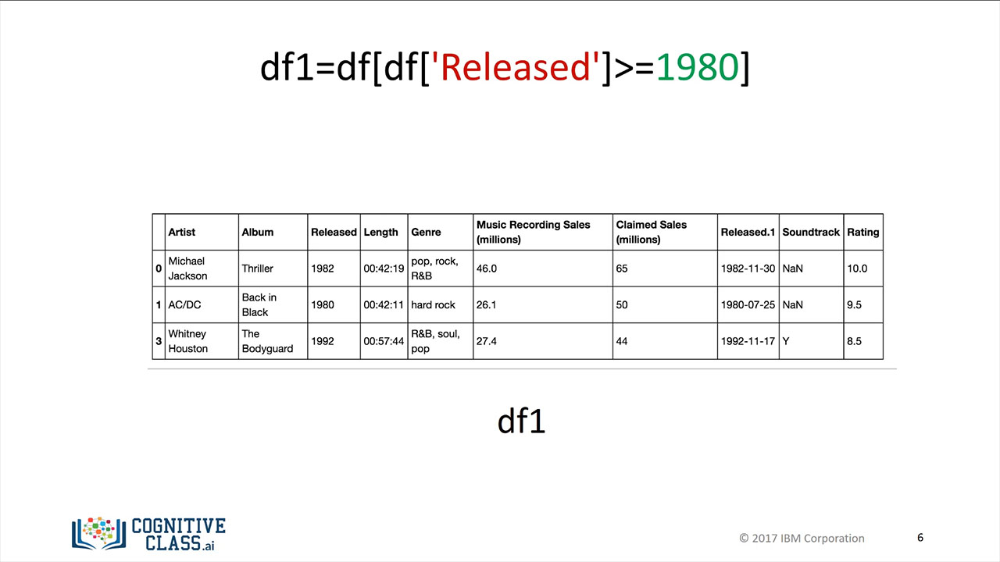 df1=df[df['Released']>=1980]
Artist Album Released Length Genre Music Recording Sales (millions) Claimed Sales (millions) Released.1 Soundtrack Rating
0 Michael Jackson Thriller 1982 00:42:19 pop, rock, R&B 46.0 65 1982-11-30 NaN 10.0
1 AC/DC Back in Black 1980 00:42:11 hard rock 26.1 50 1980-07-25 NaN 9.5
3 Whitney Houston The Bodyguard 1992 00:57:44 R&B, soul, pop 27.4 44 1992-11-17 Y 8.5
df1
COGNITIVE
CLASS.ai
© 2017 IBM Corporation 6